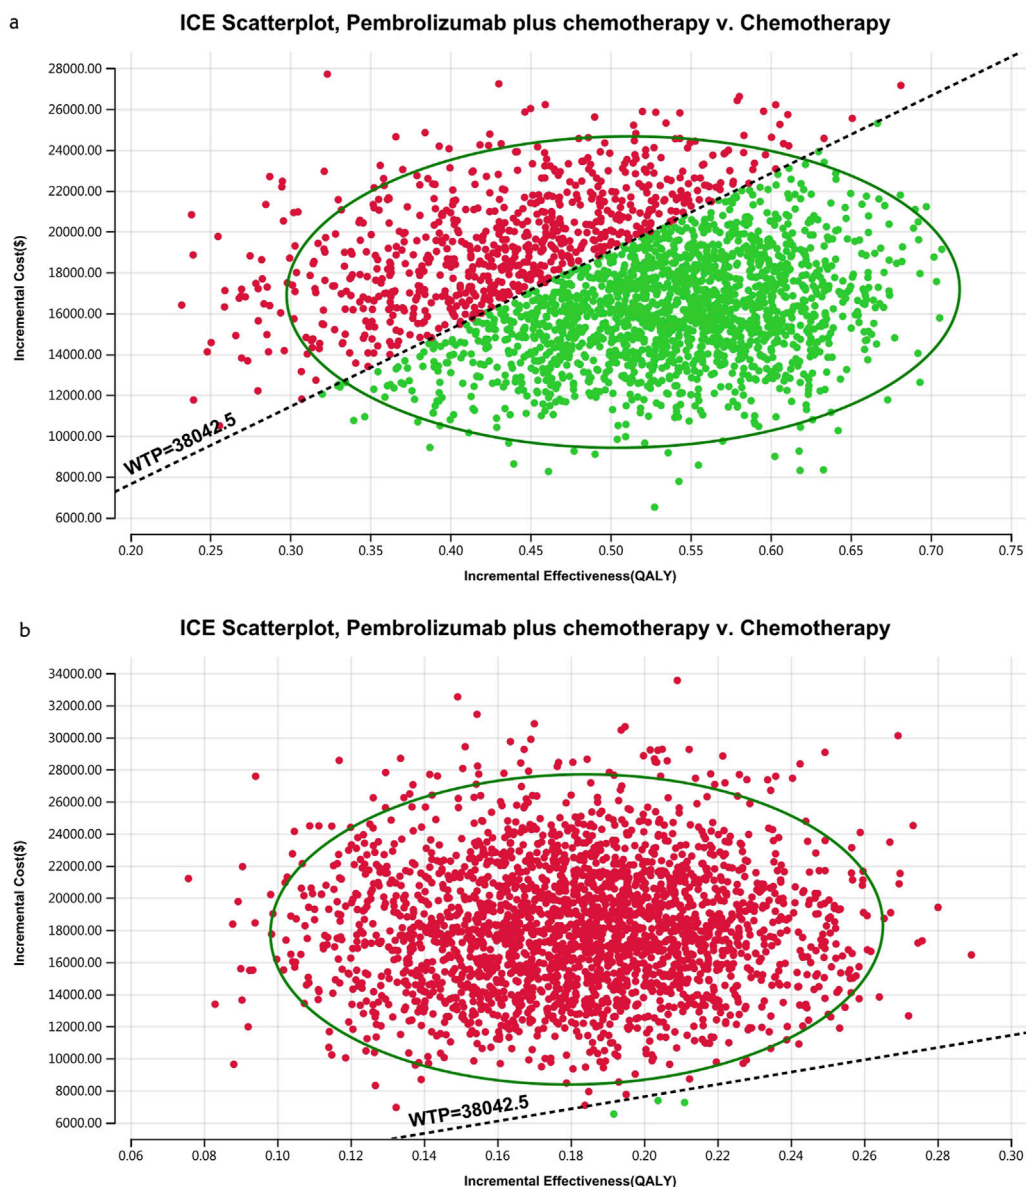 a
ICE Scatterplot, Pembrolizumab plus chemotherapy v. Chemotherapy
28000.00
26000.00
24000.00
22000.00
20000.00
18000.00
16000.00
14000.00
12000.00
10000.00
8000.00
6000.00
Incremental Cost($)
WTP=38042.5
0.20 0.25 0.30 0.35 0.40 0.45 0.50 0.55 0.60 0.65 0.70 0.75
Incremental Effectiveness(QALY)
b
ICE Scatterplot, Pembrolizumab plus chemotherapy v. Chemotherapy
34000.00
32000.00
30000.00
28000.00
26000.00
24000.00
22000.00
20000.00
18000.00
16000.00
14000.00
12000.00
10000.00
8000.00
6000.00
Incremental Cost($)
WTP=38042.5
0.06 0.08 0.10 0.12 0.14 0.16 0.18 0.20 0.22 0.24 0.26 0.28 0.30
Incremental Effectiveness(QALY)